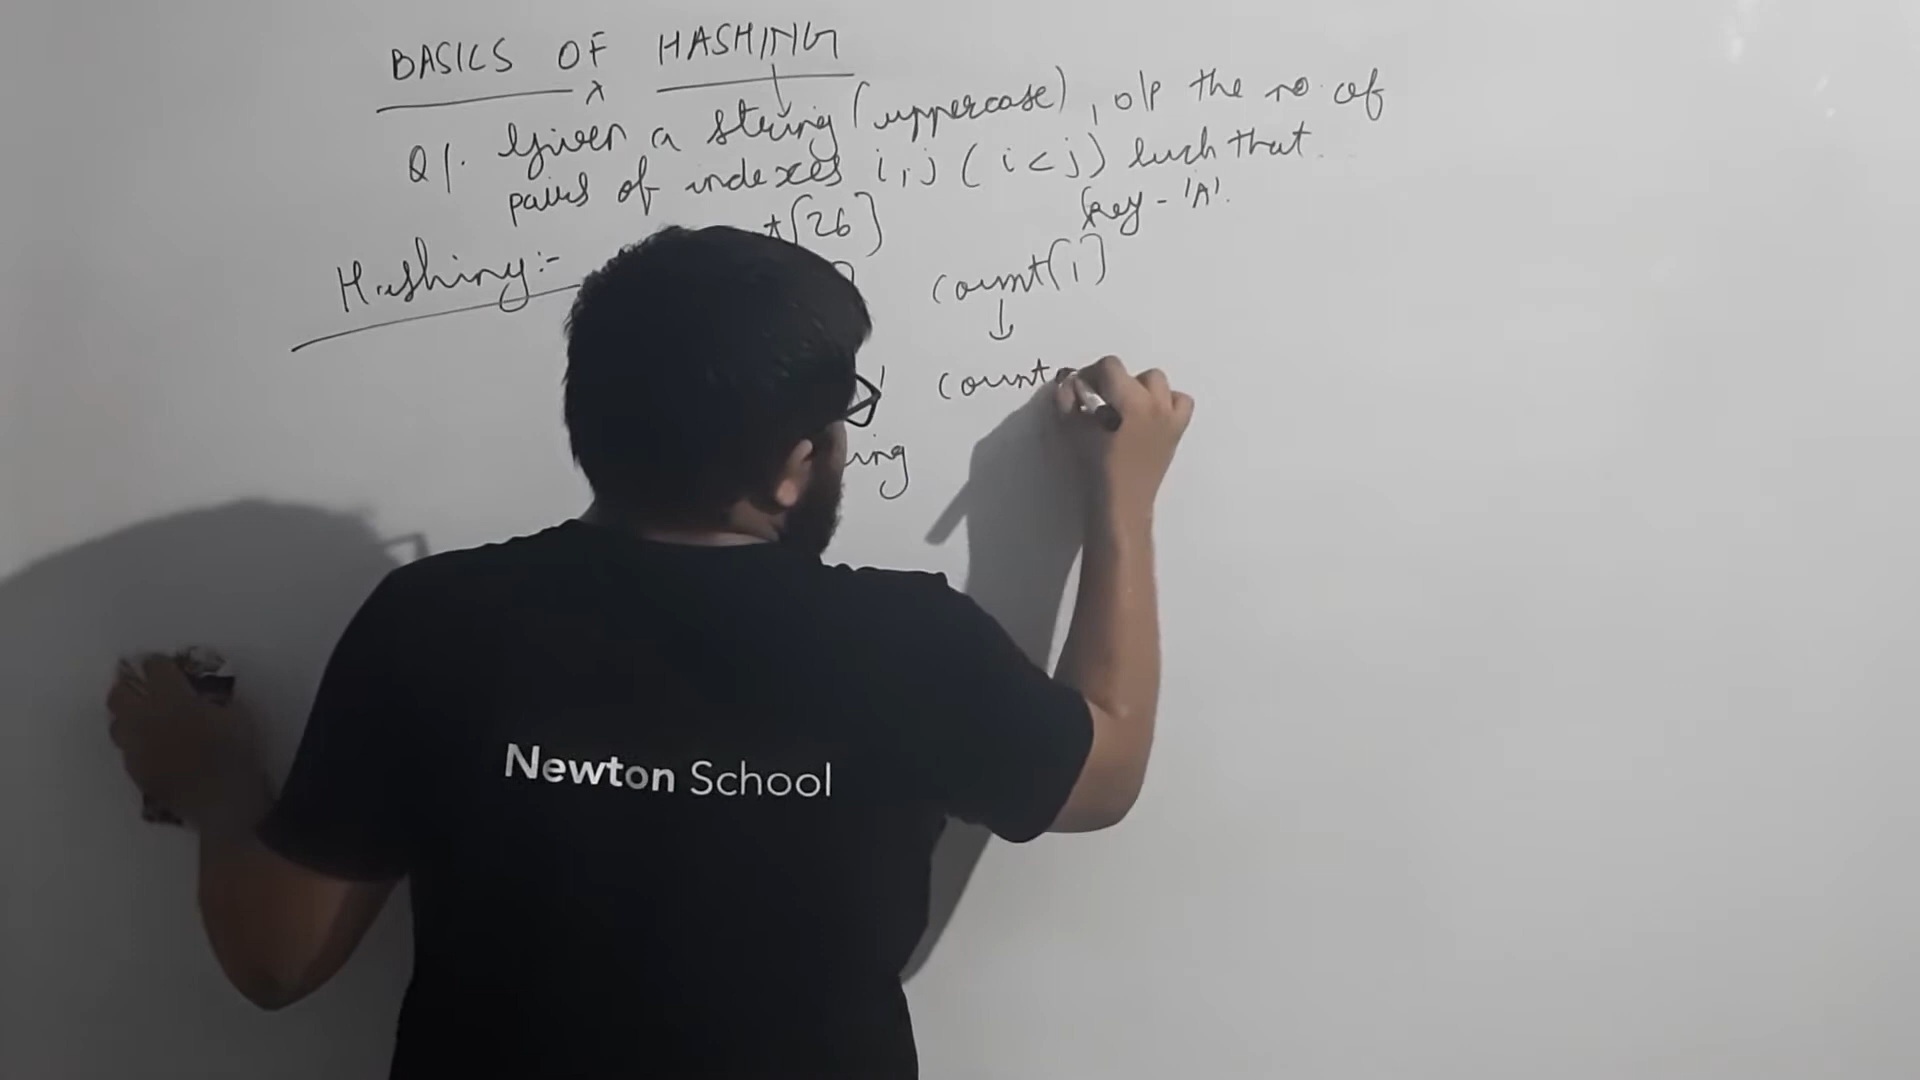 BASICS OF HASHING
Q1. Given a string (uppercase), o/p the no. of
pairs of indexes i,j (i<j) such that
t[26]
key - 'A'.
Hashing:-
count[i]
count
ing
Newton School